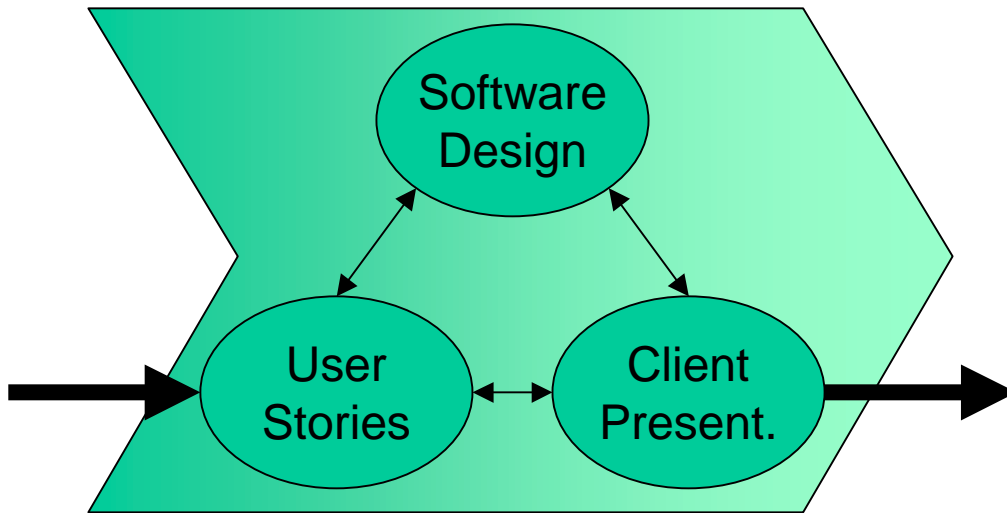 Software
Design
User
Stories
Client
Present.